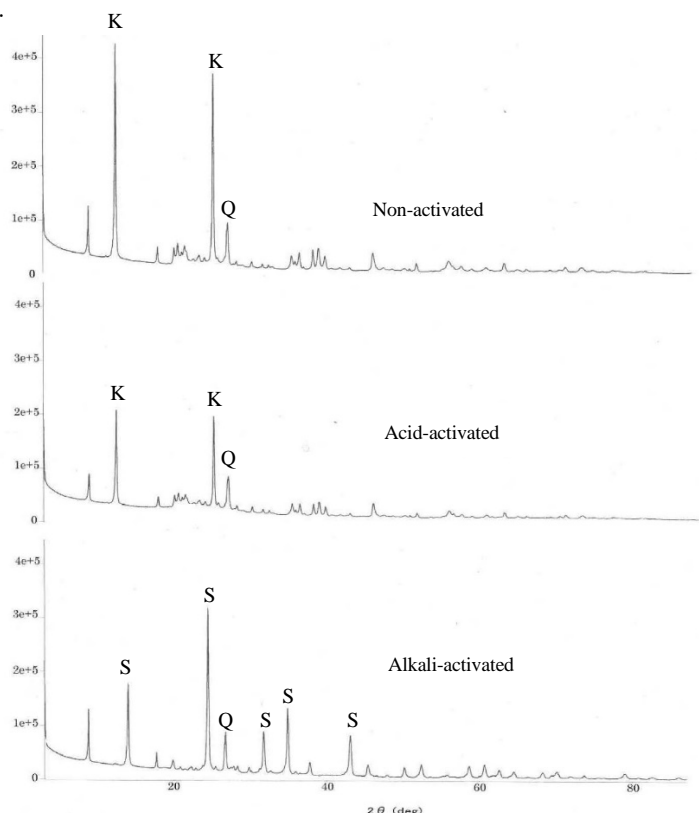 K
4e+5
K
3e+5
2e+5
Q
Non-activated
1e+5
0
4e+5
3e+5
K
K
2e+5
Acid-activated
Q
1e+5
0
4e+5
S
3e+5
2e+5
S
Alkali-activated
S
Q
S
S
1e+5
0
20
40
60
80
2θ (deg)